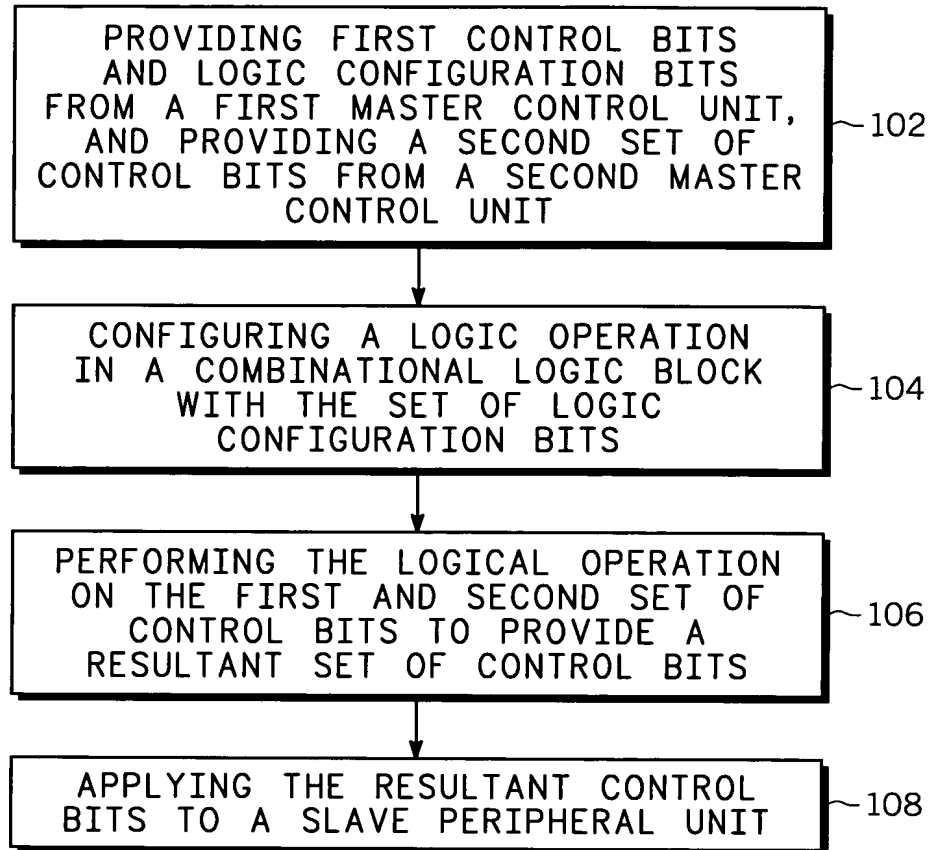 PROVIDING FIRST CONTROL BITS
AND LOGIC CONFIGURATION BITS
FROM A FIRST MASTER CONTROL UNIT,
AND PROVIDING A SECOND SET OF
CONTROL BITS FROM A SECOND MASTER
CONTROL UNIT
102
CONFIGURING A LOGIC OPERATION
IN A COMBINATIONAL LOGIC BLOCK
WITH THE SET OF LOGIC
CONFIGURATION BITS
104
PERFORMING THE LOGICAL OPERATION
ON THE FIRST AND SECOND SET OF
CONTROL BITS TO PROVIDE A
RESULTANT SET OF CONTROL BITS
106
APPLYING THE RESULTANT CONTROL
BITS TO A SLAVE PERIPHERAL UNIT
108